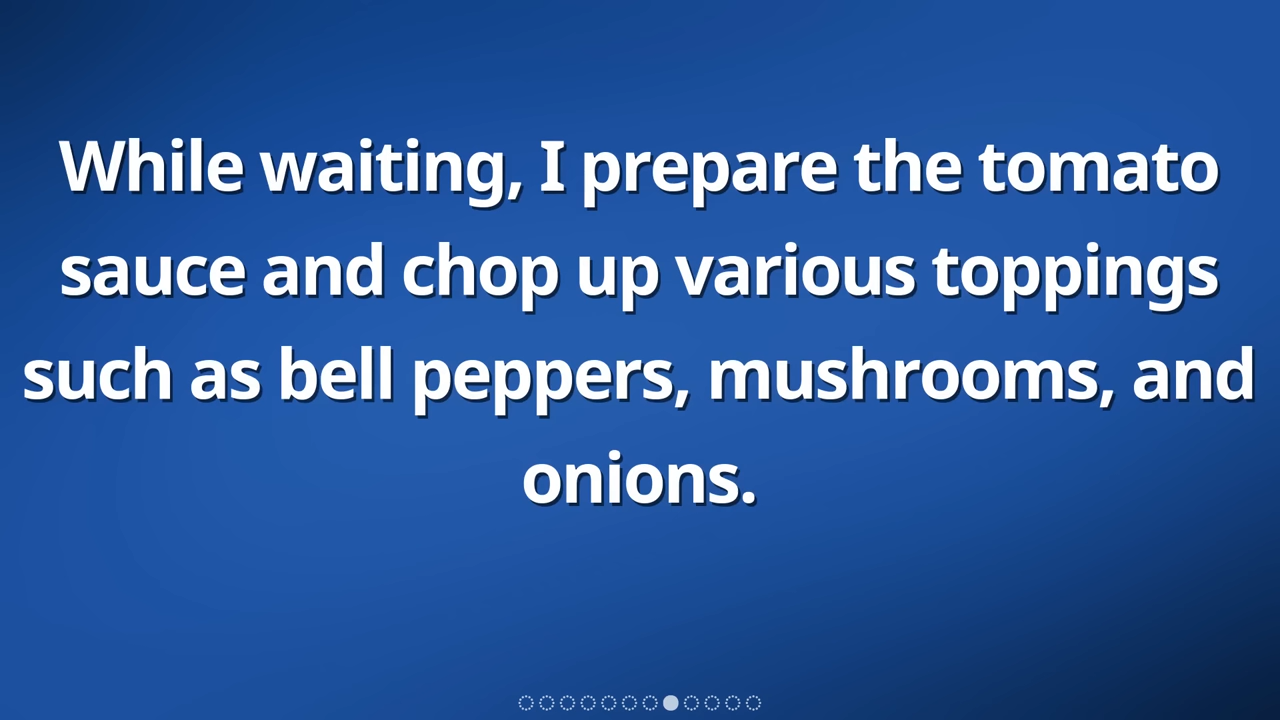 While waiting, I prepare the tomato
sauce and chop up various toppings
such as bell peppers, mushrooms, and
onions.